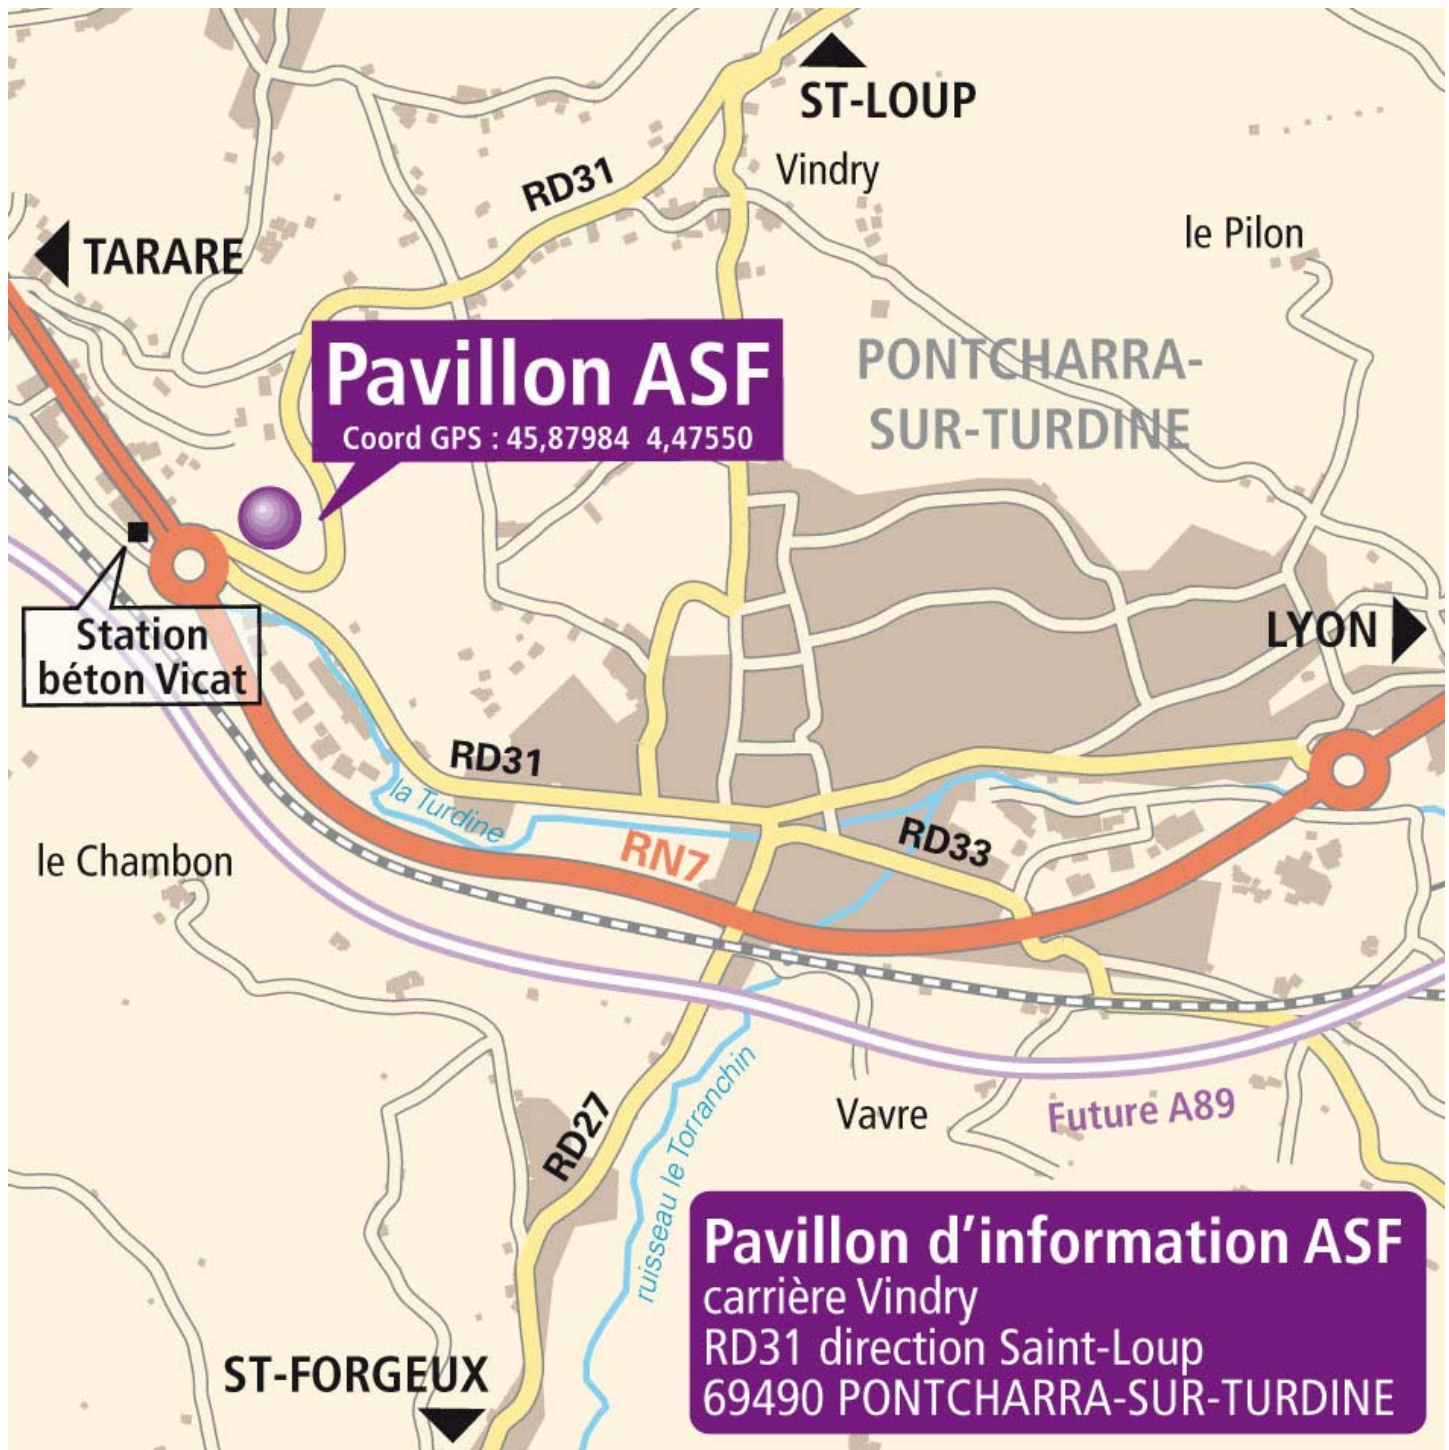 ST-LOUP
Vindry
RD31
le Pilon
TARARE
Pavillon ASF
Coord GPS : 45,87984 4,47550
PONTCHARRA-
SUR-TURDINE
Station
béton Vicat
LYON
RD31
la Turdine
RN7
RD33
le Chambon
Vavre
Future A89
RD27
ruisseau le Torranchin
Pavillon d’information ASF
carrière Vindry
RD31 direction Saint-Loup
69490 PONTCHARRA-SUR-TURDINE
ST-FORGEUX